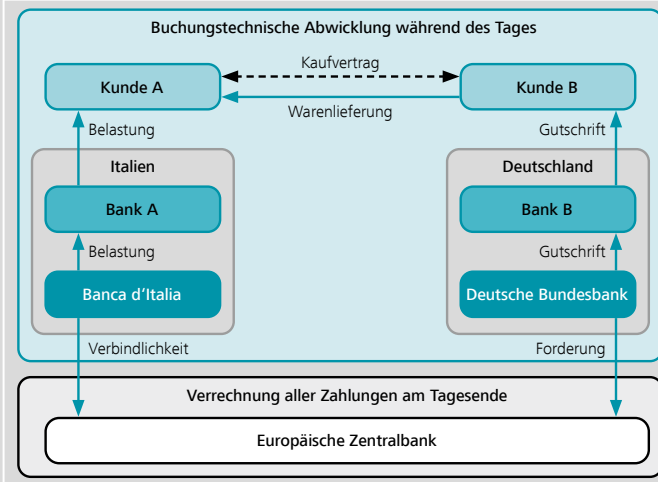 Buchungstechnische Abwicklung während des Tages
Kaufvertrag
Kunde A
Kunde B
Warenlieferung
Belastung
Gutschrift
Italien
Deutschland
Bank A
Bank B
Belastung
Gutschrift
Banca d’Italia
Deutsche Bundesbank
Verbindlichkeit
Forderung
Verrechnung aller Zahlungen am Tagesende
Europäische Zentralbank